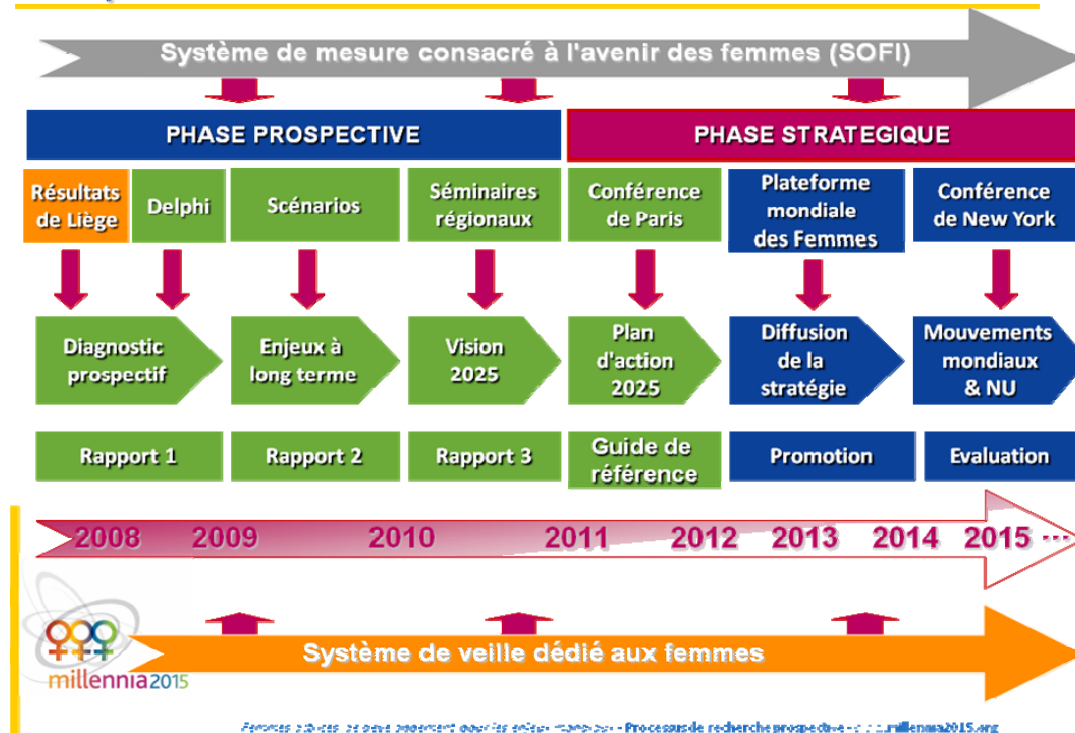 Système de mesure consacré à l'avenir des femmes (SOFI)
PHASE PROSPECTIVE
PHASE STRATEGIQUE
Résultats
de Liège
Delphi
Scénarios
Séminaires
régionaux
Conférence
de Paris
Plateforme
mondiale
des Femmes
Conférence
de New York
Diagnostic
prospectif
Enjeux à
long terme
Vision
2025
Plan
d'action
2025
Diffusion
de la
stratégie
Mouvements
mondiaux
& NU
Rapport 1
Rapport 2
Rapport 3
Guide de
référence
Promotion
Evaluation
2008 2009 2010 2011 2012 2013 2014 2015 ...
Système de veille dédié aux femmes
millennia2015
Processus de recherche prospective